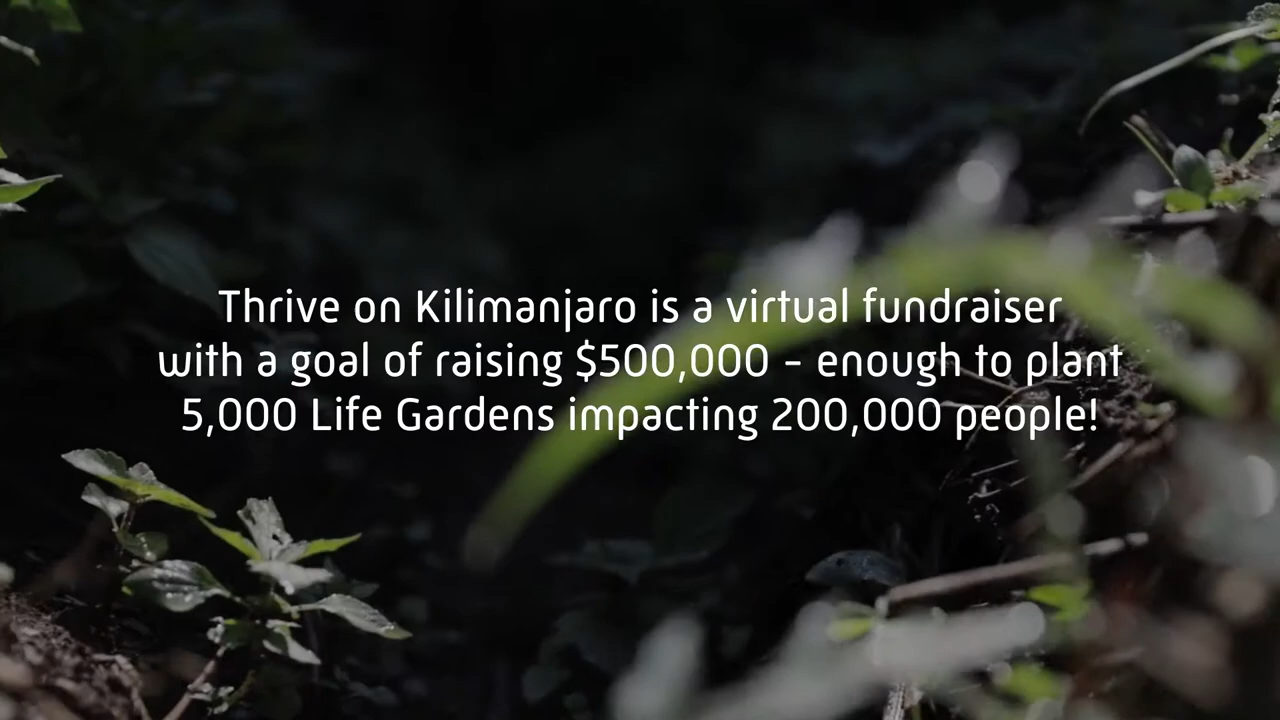 Thrive on Kilimanjaro is a virtual fundraiser
with a goal of raising $500,000 – enough to plant
5,000 Life Gardens impacting 200,000 people!